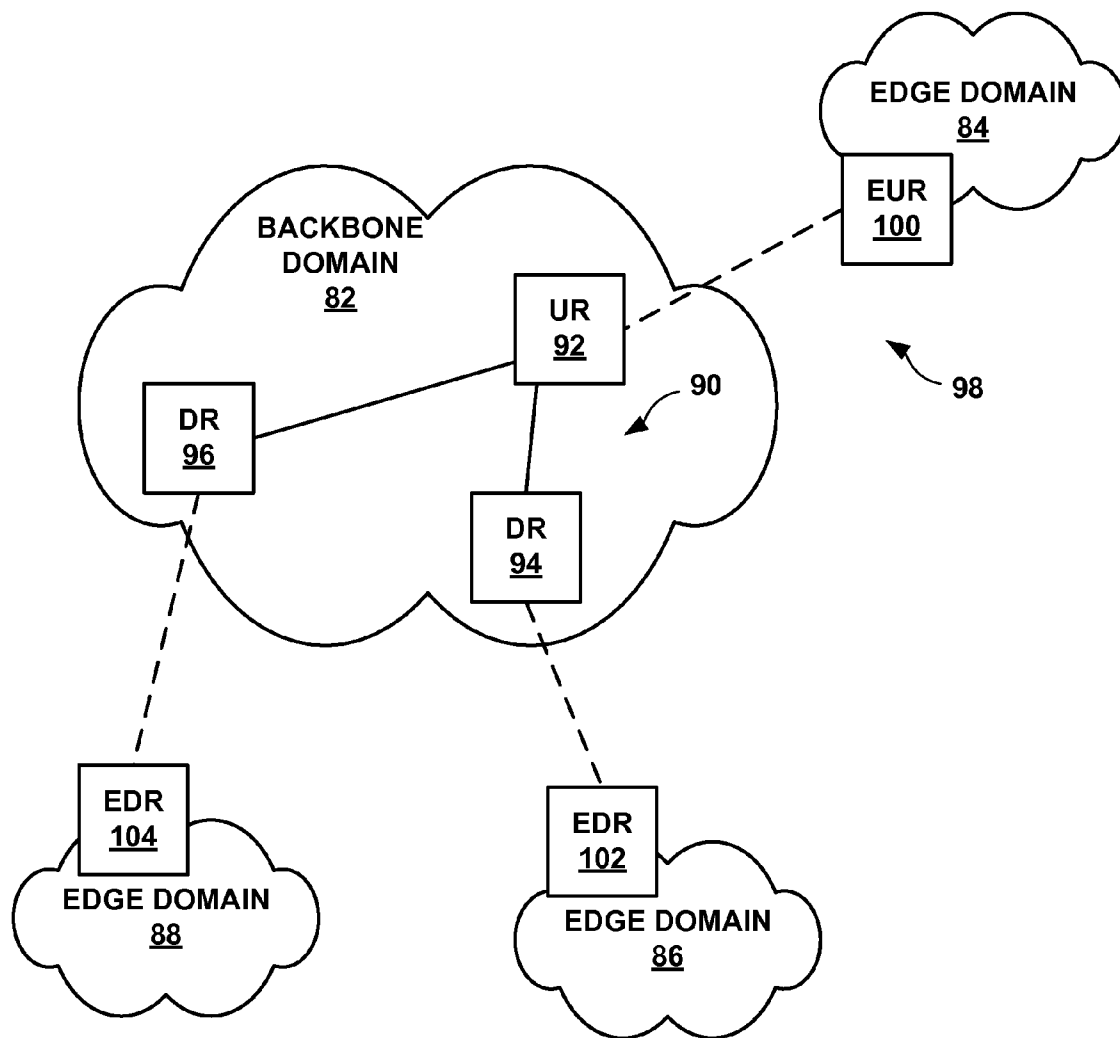 EDGE DOMAIN
84
EUR
100
BACKBONE
DOMAIN
82
UR
92
90
98
DR
96
DR
94
EDR
104
EDGE DOMAIN
88
EDR
102
EDGE DOMAIN
86